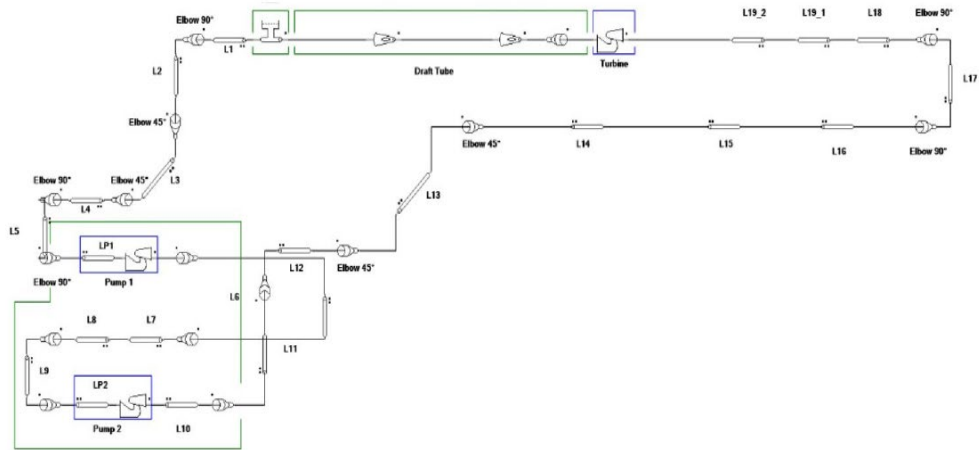 Elbow 90°
L1
L19_2
L19_1
L18
Elbow 90°
L2
Draft Tube
Turbine
L17
Elbow 45°
Elbow 45°
L14
L15
L16
Elbow 90°
Elbow 90°
Elbow 45°
L3
L4
L13
L5
LP1
L12
Elbow 45°
Elbow 90°
Pump 1
L6
L8
L7
L11
L9
LP2
Pump 2
L10